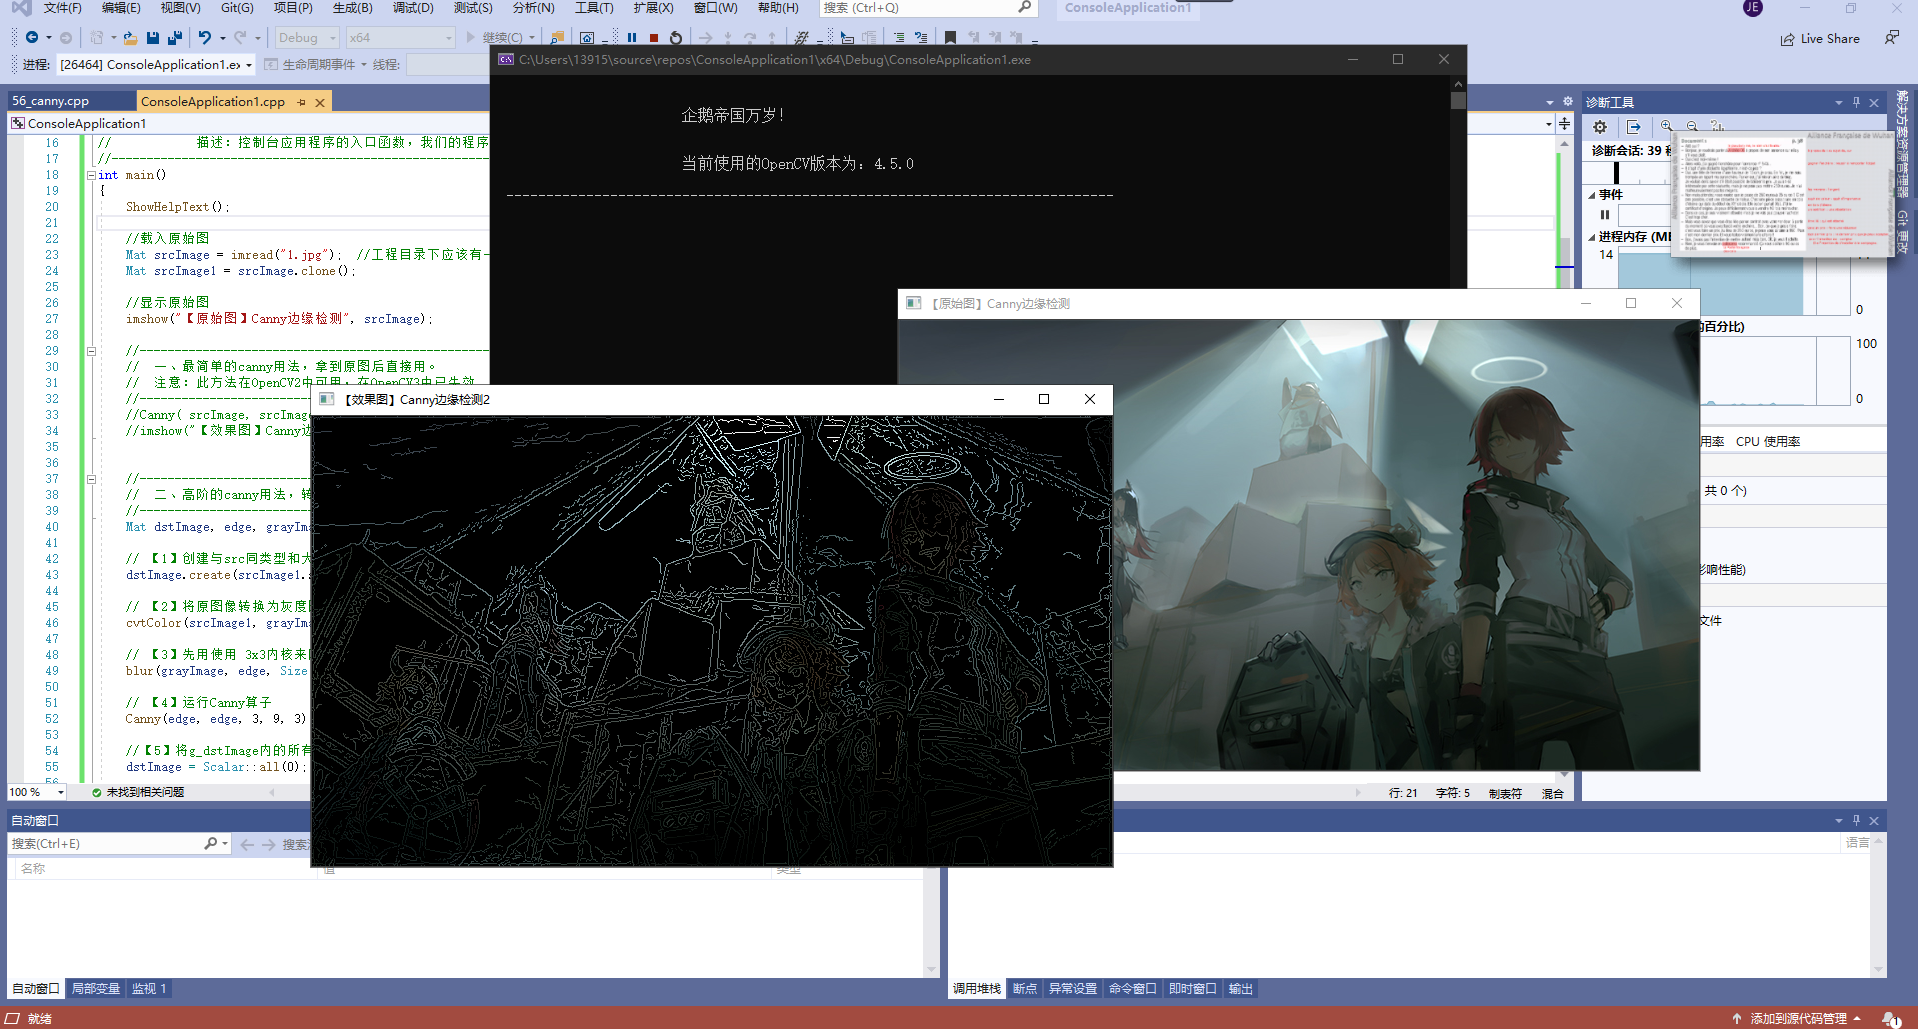 文件(F) 编辑(E) 视图(V) Git(G) 项目(P) 生成(B) 调试(D) 测试(S) 分析(N) 工具(T) 扩展(X) 窗口(W) 帮助(H) 搜索 (Ctrl+Q) ConsoleApplication1 JE
Debug x64 继续(C) Live Share
进程: [26464] ConsoleApplication1.ex 生命周期事件 线程:
C:\Users\13915\source\repos\ConsoleApplication1\x64\Debug\ConsoleApplication1.exe
企鹅帝国万岁!
当前使用的OpenCV版本为: 4.5.0
----------------------------------------------------------------------------
56_canny.cpp ConsoleApplication1.cpp
ConsoleApplication1
16 // 描述: 控制台应用程序的入口函数, 我们的程序
17 //------------------------------------------------
18 int main()
19 {
20 ShowHelpText();
21
22 //载入原始图
23 Mat srcImage = imread("1.jpg"); //工程目录下应该有一
24 Mat srcImage1 = srcImage.clone();
25
26 //显示原始图
27 imshow("【原始图】Canny边缘检测", srcImage);
28
29 //------------------------------------------------
30 // 一、最简单的canny用法, 拿到原图后直接用。
31 // 注意: 此方法在OpenCV2中可用, 在OpenCV3中已失效
32 //------------------------
33 //Canny( srcImage, srcIma
34 //imshow("【效果图】Canny边
35
36
37 //------------------------
38 // 二、高阶的canny用法, 转
39 //------------------------
40 Mat dstImage, edge, grayIm
41
42 // 【1】创建与src同类型和大
43 dstImage.create(srcImage1.
44
45 // 【2】将原图像转换为灰度
46 cvtColor(srcImage1, grayIm
47
48 // 【3】先用使用 3x3内核来
49 blur(grayImage, edge, Size
50
51 // 【4】运行Canny算子
52 Canny(edge, edge, 3, 9, 3)
53
54 //【5】将g_dstImage内的所有
55 dstImage = Scalar::all(0);
56
100 % 未找到相关问题 行: 21 字符: 5 制表符 混合
【原始图】Canny边缘检测
【效果图】Canny边缘检测2
诊断工具
诊断会话: 39
事件
进程内存 (M
14
0
百分比)
100
0
用率 CPU 使用率
共 0 个)
影响性能)
文件
Alliance Française de Wuhan
解决方案资源管理器 Git 更改
自动窗口
搜索(Ctrl+E) 搜索
名称 值 类型
语言
自动窗口 局部变量 监视 1
调用堆栈 断点 异常设置 命令窗口 即时窗口 输出
就绪 添加到源代码管理 1